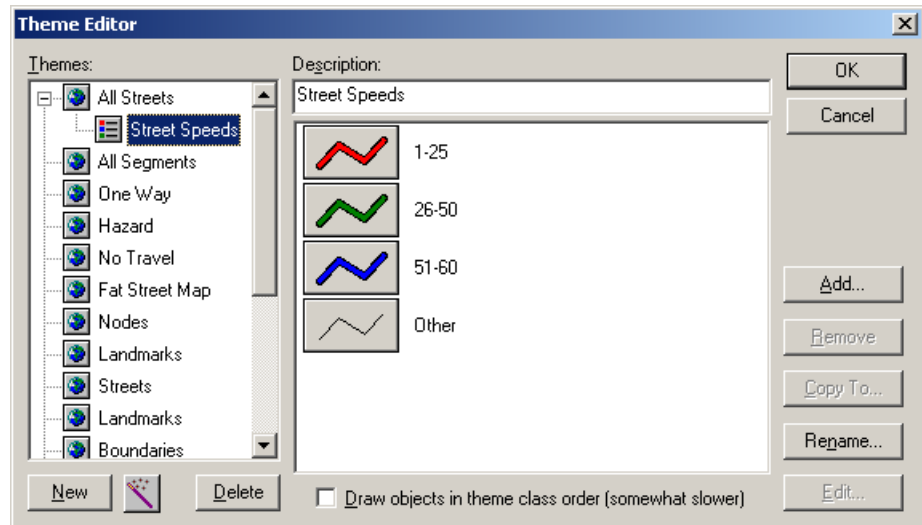 Theme Editor
Themes:
All Streets
Street Speeds
All Segments
One Way
Hazard
No Travel
Fat Street Map
Nodes
Landmarks
Streets
Landmarks
Boundaries
New
Delete
Description:
Street Speeds
1-25
26-50
51-60
Other
Draw objects in theme class order (somewhat slower)
OK
Cancel
Add...
Remove
Copy To...
Rename...
Edit...